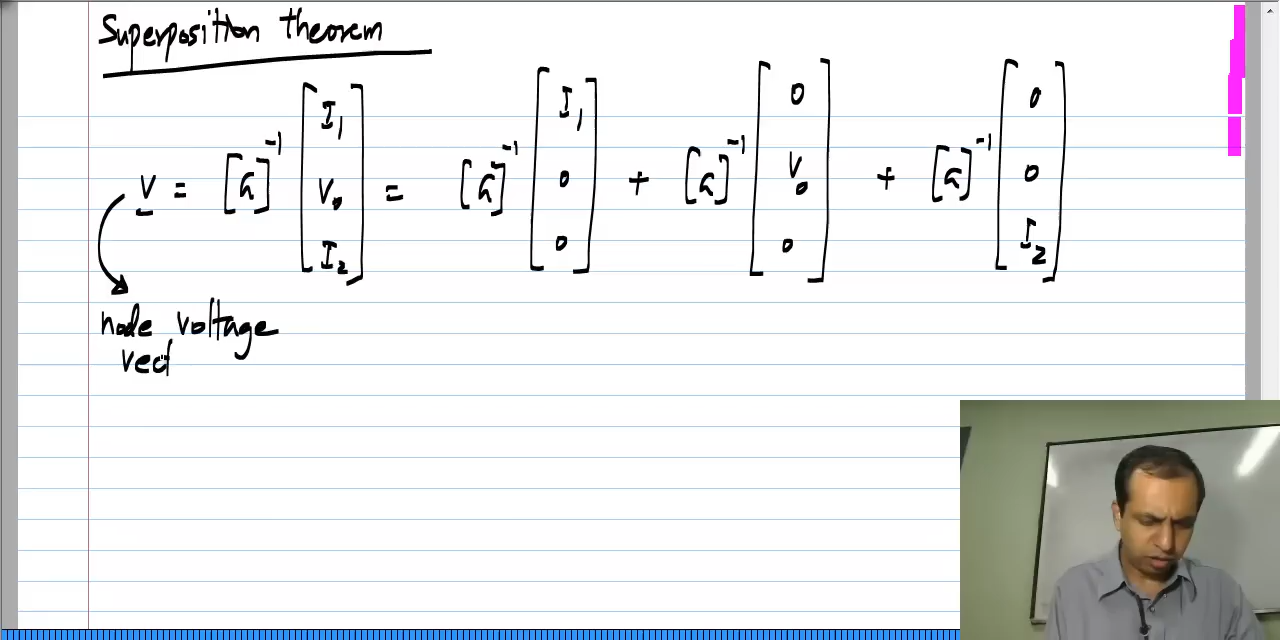 Superposition theorem
V = [G]⁻¹ [I₁ V₀ I₂] = [G]⁻¹ [I₁ 0 0] + [G]⁻¹ [0 V₀ 0] + [G]⁻¹ [0 0 I₂]
node voltage
vect